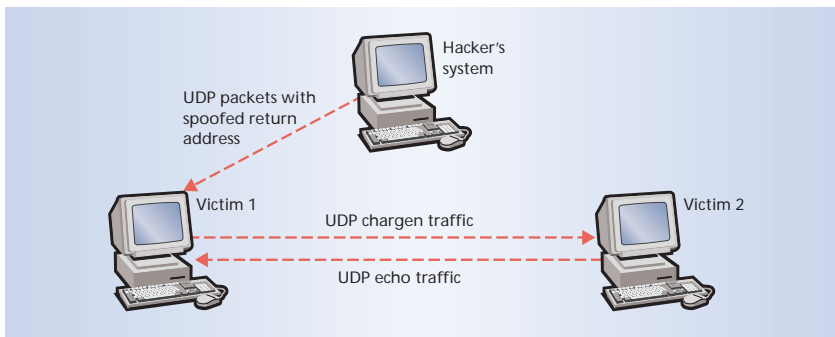 Hacker's
system
UDP packets with
spoofed return
address
Victim 1
Victim 2
UDP chargen traffic
UDP echo traffic